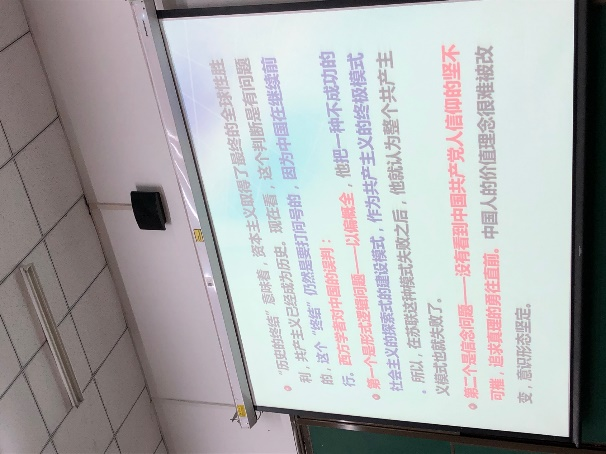 “历史的终结”意味着，资本主义取得了最终的全球性胜
利，共产主义已经成为历史。现在看，这个判断是有问题
的，这个“终结”仍然是要打问号的，因为中国在继续前
行。西方学者对中国的误判：
第一个是形式逻辑问题——以偏概全，他把一种不成功的
社会主义的探索式的建设模式，作为共产主义的终极模式
。所以，在苏联这种模式失败之后，他就认为整个共产主
义模式也就失败了。
第二个是信念问题——没有看到中国共产党人信仰的坚不
可摧，追求真理的勇往直前。中国人的价值理念很难被改
变，意识形态坚定。